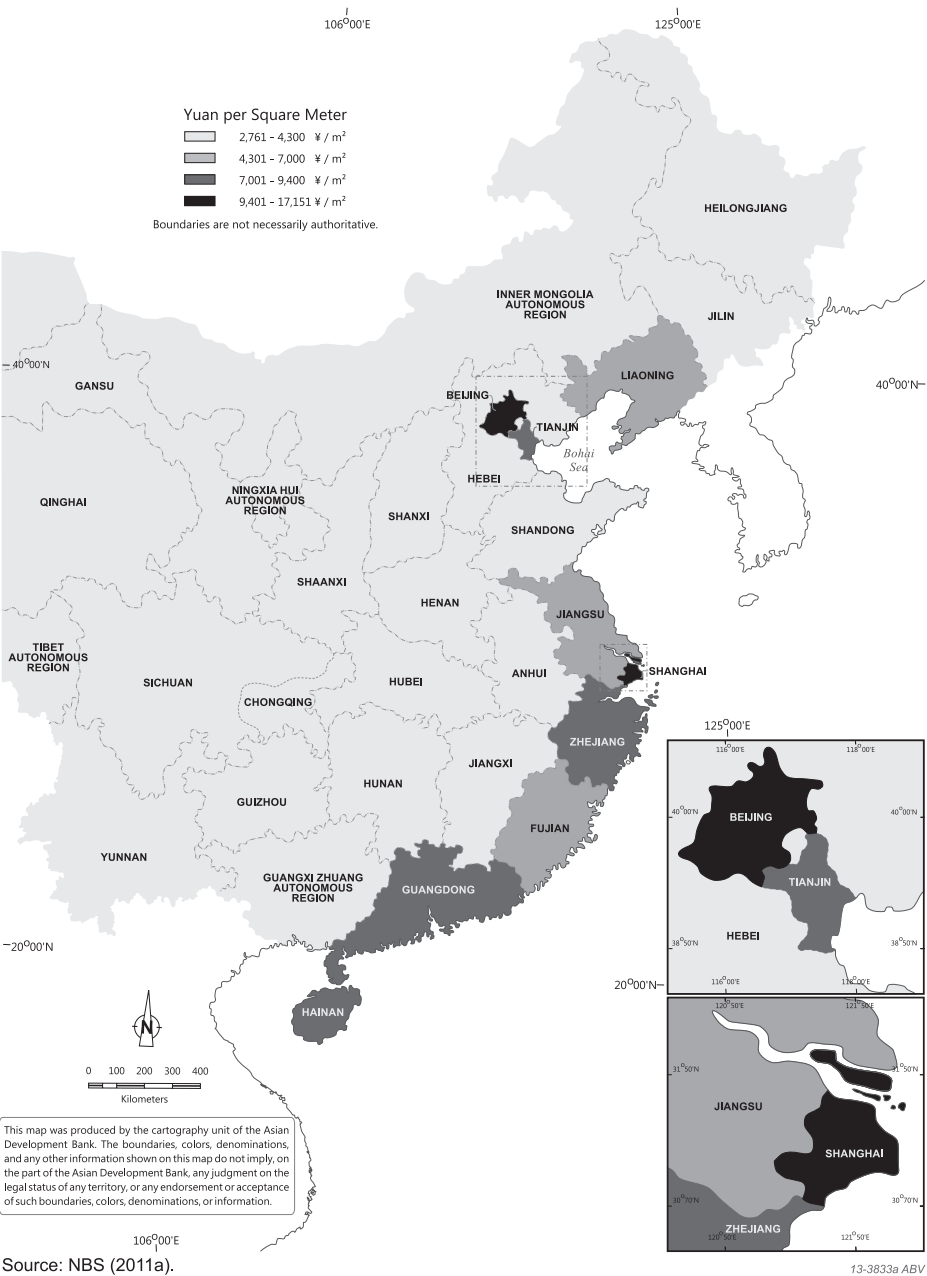 106°00'E
125°00'E
Yuan per Square Meter
2,761 – 4,300 ¥ / m²
4,301 – 7,000 ¥ / m²
7,001 – 9,400 ¥ / m²
9,401 – 17,151 ¥ / m²
Boundaries are not necessarily authoritative.
HEILONGJIANG
INNER MONGOLIA
AUTONOMOUS
REGION
JILIN
40°00'N
GANSU
LIAONING
40°00'N
BEIJING
TIANJIN
Bohai
Sea
HEBEI
QINGHAI
NINGXIA HUI
AUTONOMOUS
REGION
SHANXI
SHANDONG
SHAANXI
HENAN
JIANGSU
TIBET
AUTONOMOUS
REGION
SICHUAN
CHONGQING
HUBEI
ANHUI
SHANGHAI
ZHEJIANG
JIANGXI
HUNAN
GUIZHOU
FUJIAN
YUNNAN
GUANGXI ZHUANG
AUTONOMOUS
REGION
GUANGDONG
20°00'N
20°00'N
HAINAN
125°00'E
116°00'E
118°00'E
40°00'N
40°00'N
BEIJING
TIANJIN
HEBEI
38°50'N
38°50'N
116°00'E
118°00'E
120°50'E
121°50'E
31°50'N
31°50'N
JIANGSU
SHANGHAI
30°70'N
30°70'N
ZHEJIANG
120°50'E
121°50'E
N
0 100 200 300 400
Kilometers
This map was produced by the cartography unit of the Asian
Development Bank. The boundaries, colors, denominations,
and any other information shown on this map do not imply, on
the part of the Asian Development Bank, any judgment on the
legal status of any territory, or any endorsement or acceptance
of such boundaries, colors, denominations, or information.
106°00'E
Source: NBS (2011a).
13-3833a ABV